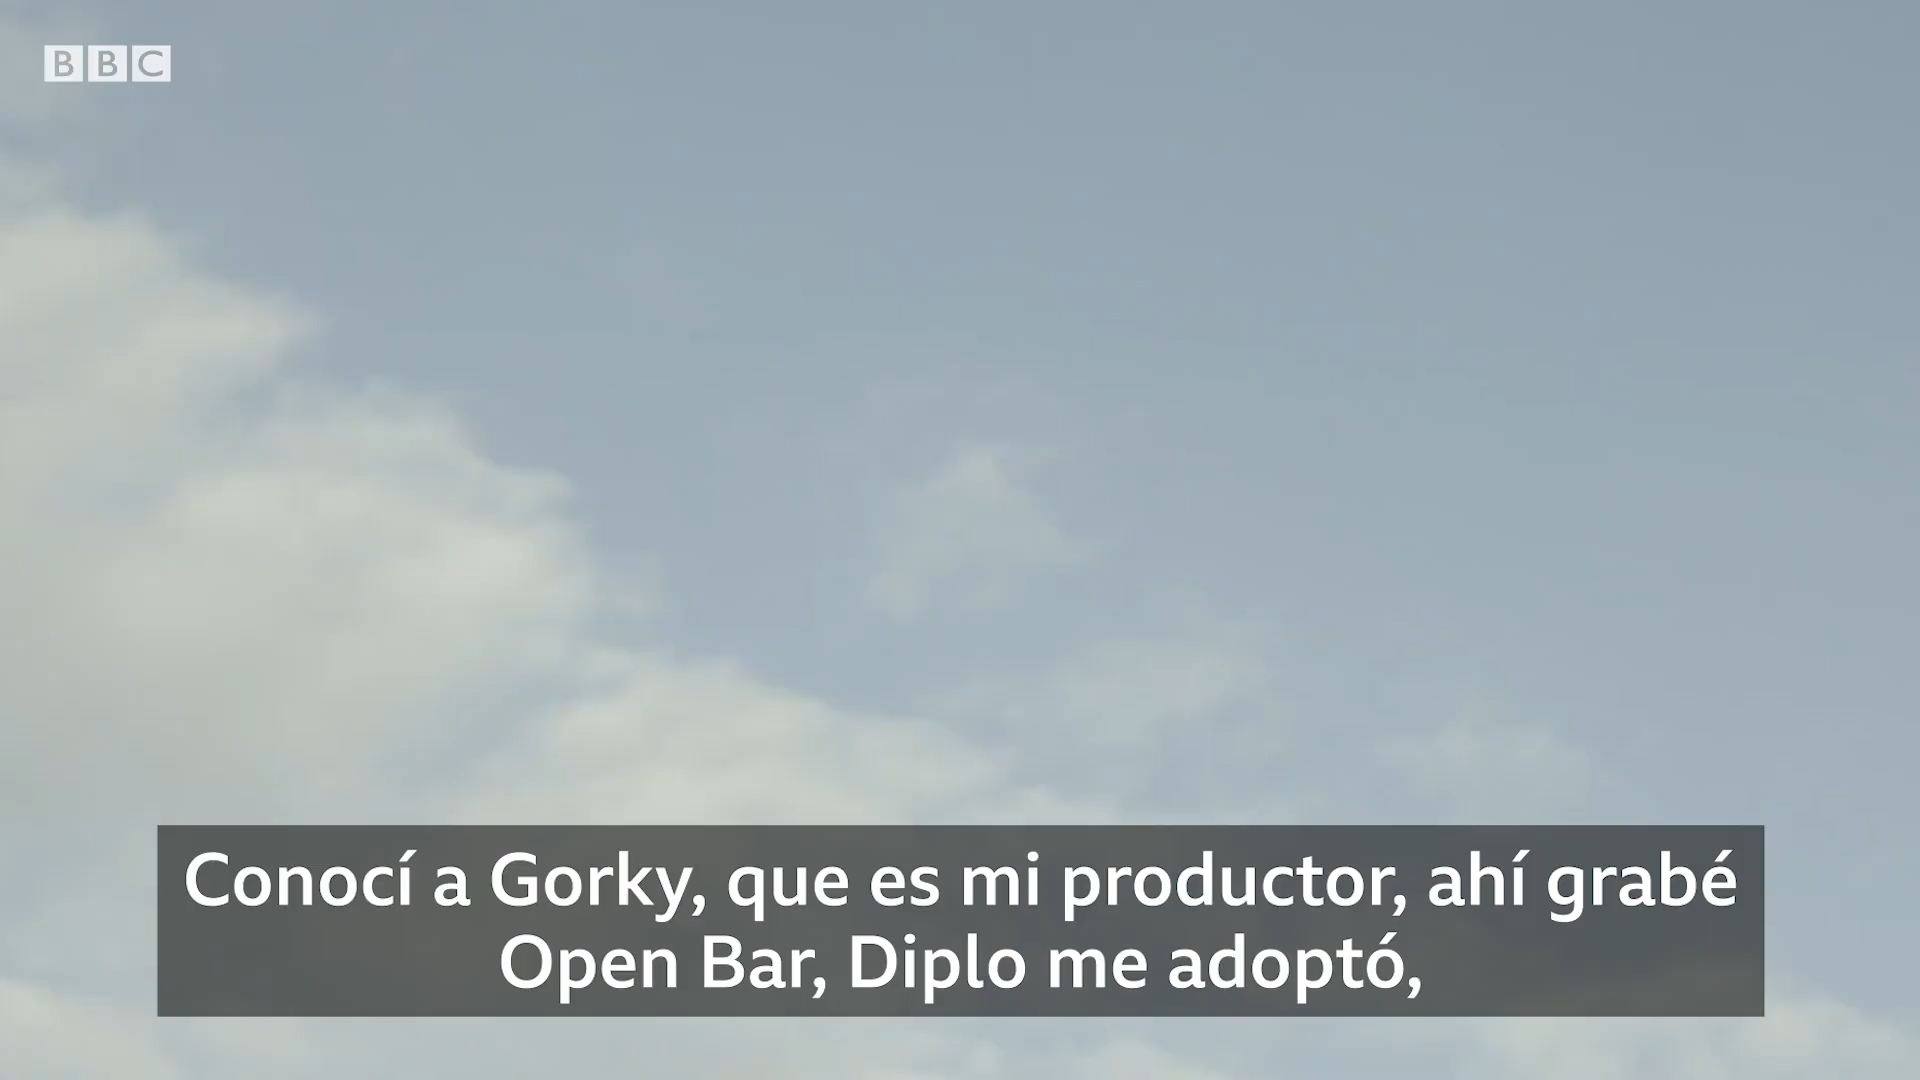 BBC
Conocí a Gorky, que es mi productor, ahí grabé
Open Bar, Diplo me adoptó,